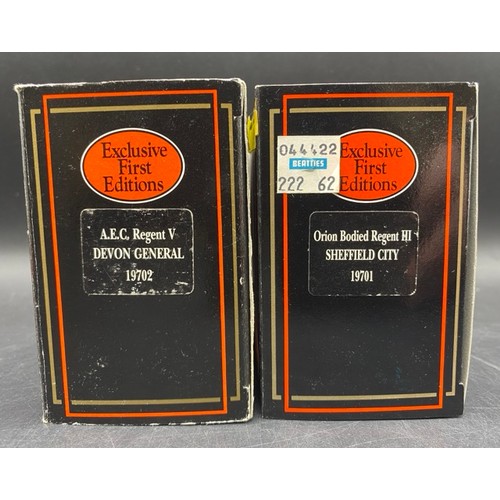 Exclusive
First
Editions
A.E.C. Regent V
DEVON GENERAL
19702
044422
BEATTIES
222 62
Exclusive
First
Editions
Orion Bodied Regent III
SHEFFIELD CITY
19701